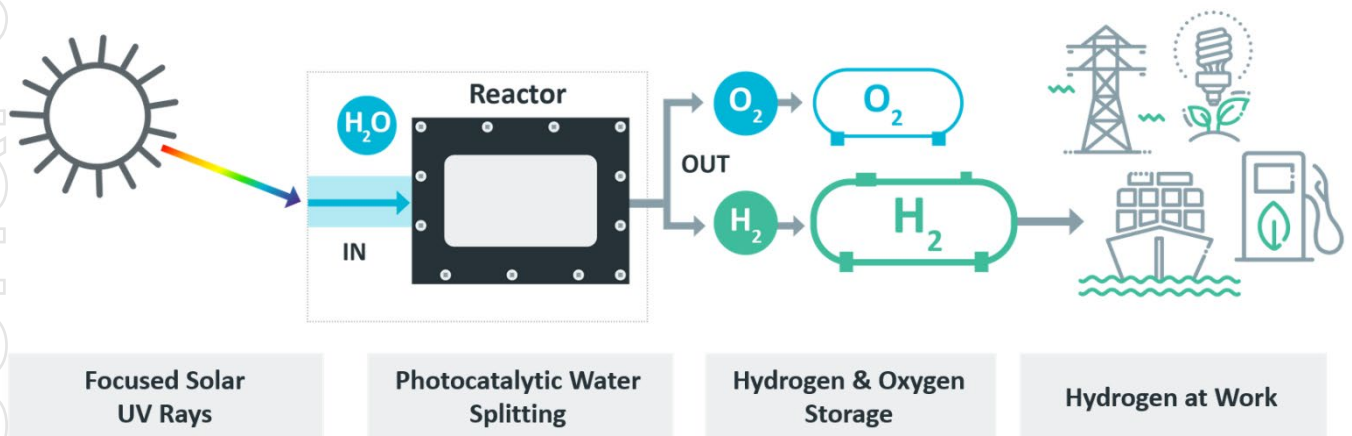 Reactor
H₂O
IN
OUT
O₂
O₂
H₂
H₂
Focused Solar
UV Rays
Photocatalytic Water
Splitting
Hydrogen & Oxygen
Storage
Hydrogen at Work